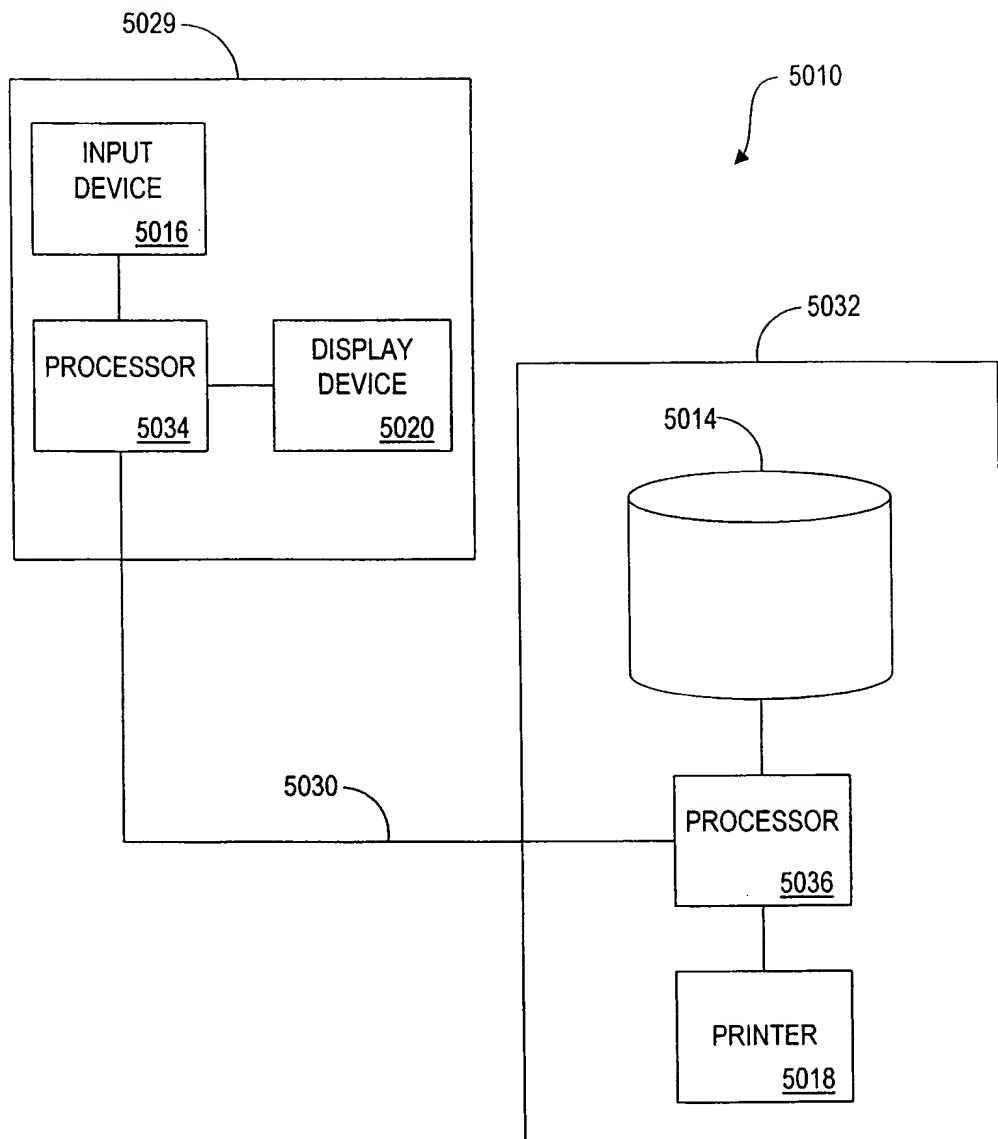 5029
5010
INPUT
DEVICE
5016
PROCESSOR
5034
DISPLAY
DEVICE
5020
5032
5014
5030
PROCESSOR
5036
PRINTER
5018